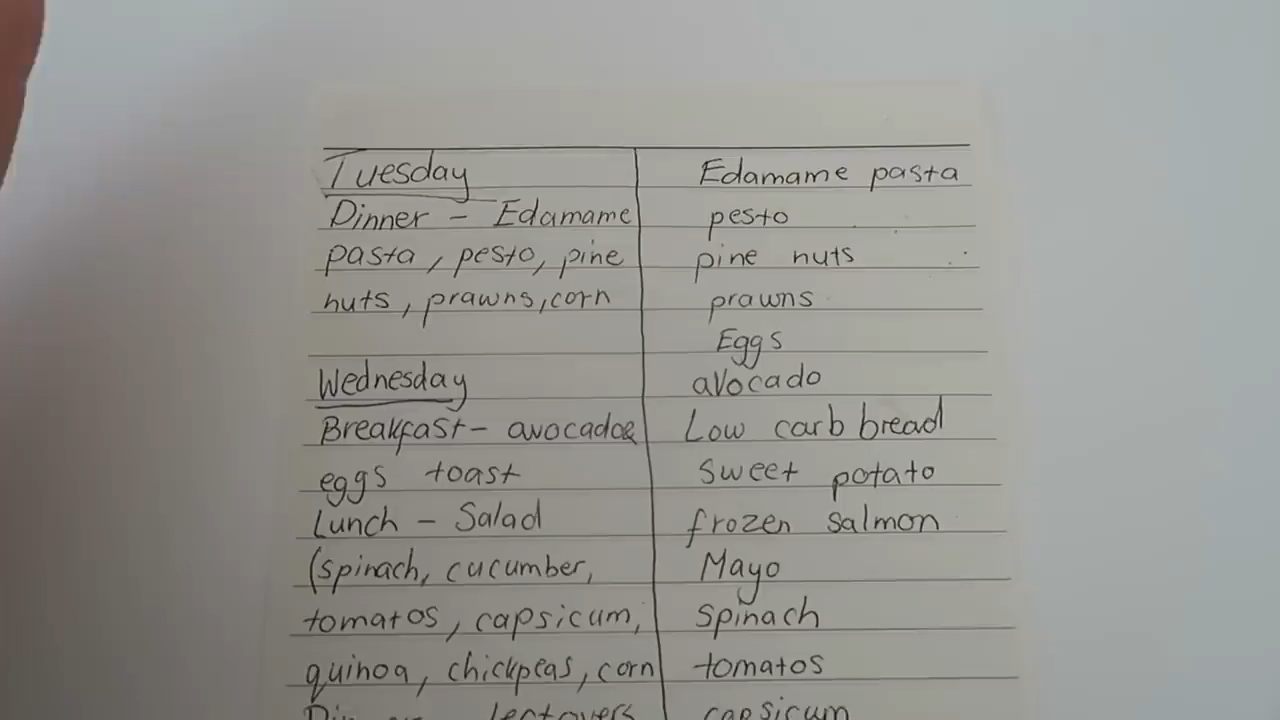 Tuesday
Dinner - Edamame
pasta, pesto, pine
nuts, prawns, corn
Wednesday
Breakfast - avocado &
eggs toast
Lunch - Salad
(spinach, cucumber,
tomatos, capsicum,
quinoa, chickpeas, corn
leftovers
Edamame pasta
pesto
pine nuts
prawns
Eggs
avocado
Low carb bread
Sweet potato
frozen salmon
Mayo
Spinach
tomatos
capsicum